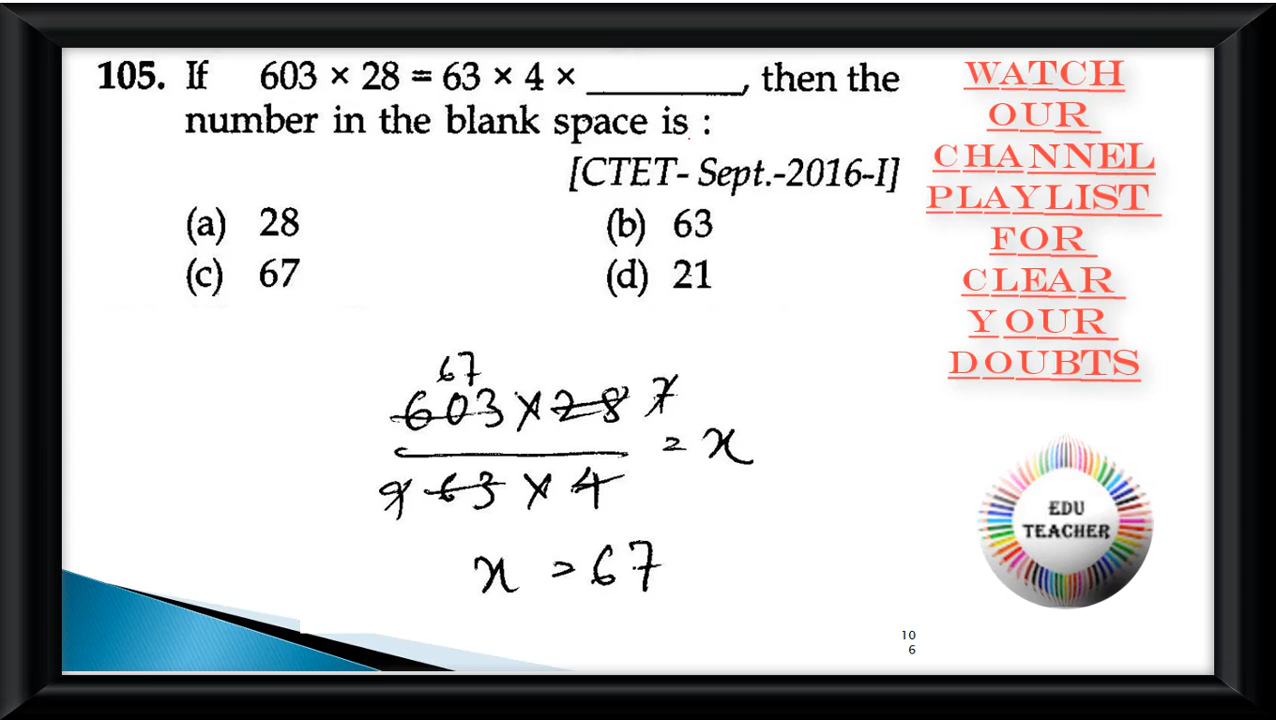 105. If 603 × 28 = 63 × 4 × ________, then the
number in the blank space is :
[CTET- Sept.-2016-I]
(a) 28 (b) 63
(c) 67 (d) 21
67
603 × 28 7
= x
9 63 × 4
x = 67
WATCH
OUR
CHANNEL
PLAYLIST
FOR
CLEAR
YOUR
DOUBTS
EDU
TEACHER
10
6